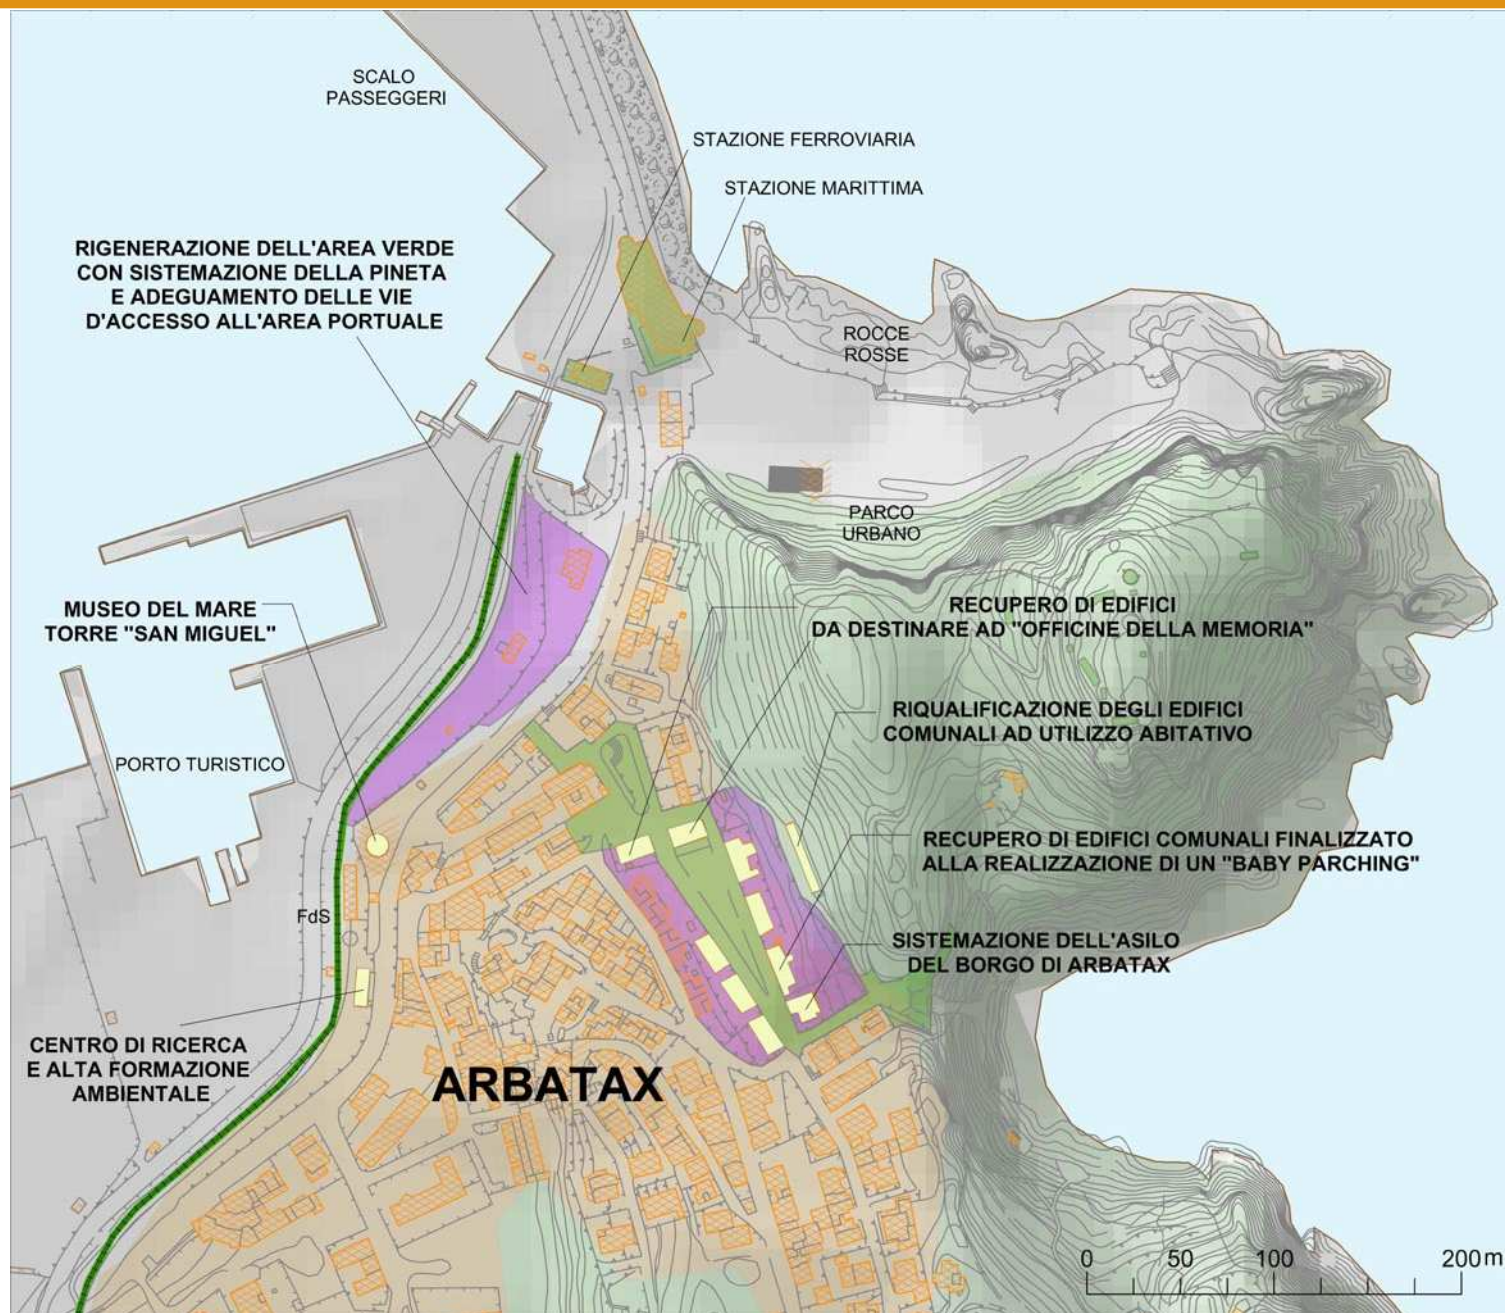 SCALO
PASSEGGERI
STAZIONE FERROVIARIA
STAZIONE MARITTIMA
RIGENERAZIONE DELL'AREA VERDE
CON SISTEMAZIONE DELLA PINETA
E ADEGUAMENTO DELLE VIE
D'ACCESSO ALL'AREA PORTUALE
ROCCE
ROSSE
PARCO
URBANO
MUSEO DEL MARE
TORRE "SAN MIGUEL"
RECUPERO DI EDIFICI
DA DESTINARE AD "OFFICINE DELLA MEMORIA"
RIQUALIFICAZIONE DEGLI EDIFICI
COMUNALI AD UTILIZZO ABITATIVO
PORTO TURISTICO
RECUPERO DI EDIFICI COMUNALI FINALIZZATO
ALLA REALIZZAZIONE DI UN "BABY PARCHING"
FdS
SISTEMAZIONE DELL'ASILO
DEL BORGO DI ARBATAX
CENTRO DI RICERCA
E ALTA FORMAZIONE
AMBIENTALE
ARBATAX
0 50 100 200 m